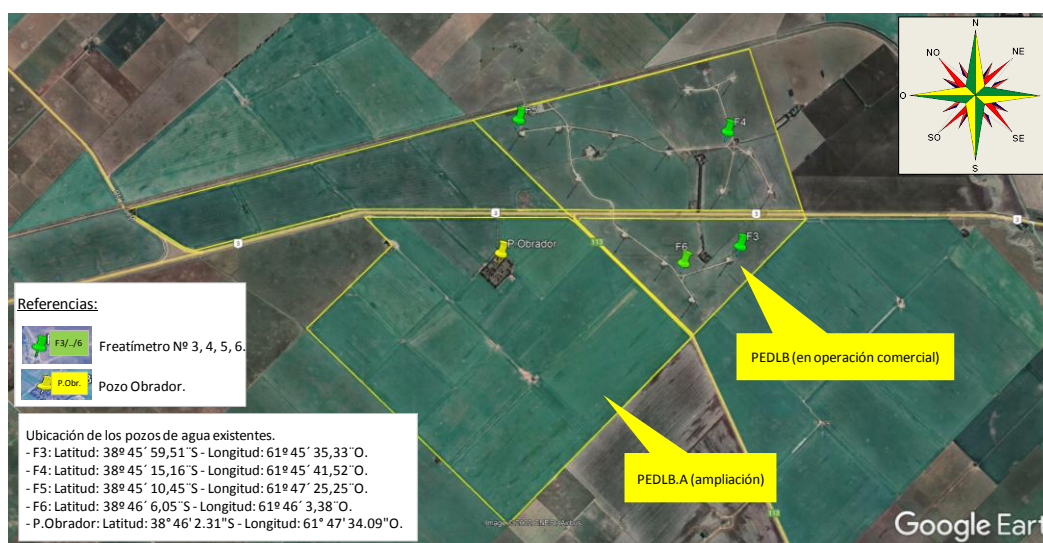 N
NO
NE
O
SO
SE
S
F5
F4
3
3
3
3
113
P.Obrador
F6
F3
Referencias:
F3/../6
Freatímetro Nº 3, 4, 5, 6.
P.Obr.
Pozo Obrador.
PEDLB (en operación comercial)
PEDLB.A (ampliación)
Ubicación de los pozos de agua existentes.
- F3: Latitud: 38º 45´ 59,51¨S - Longitud: 61º 45´ 35,33¨O.
- F4: Latitud: 38º 45´ 15,16¨S - Longitud: 61º 45´ 41,52¨O.
- F5: Latitud: 38º 45´ 10,45¨S - Longitud: 61º 47´ 25,25¨O.
- F6: Latitud: 38º 46´ 6,05¨S - Longitud: 61º 46´ 3,38¨O.
- P.Obrador: Latitud: 38° 46' 2.31"S - Longitud: 61° 47' 34.09"O.
113
Google Eart